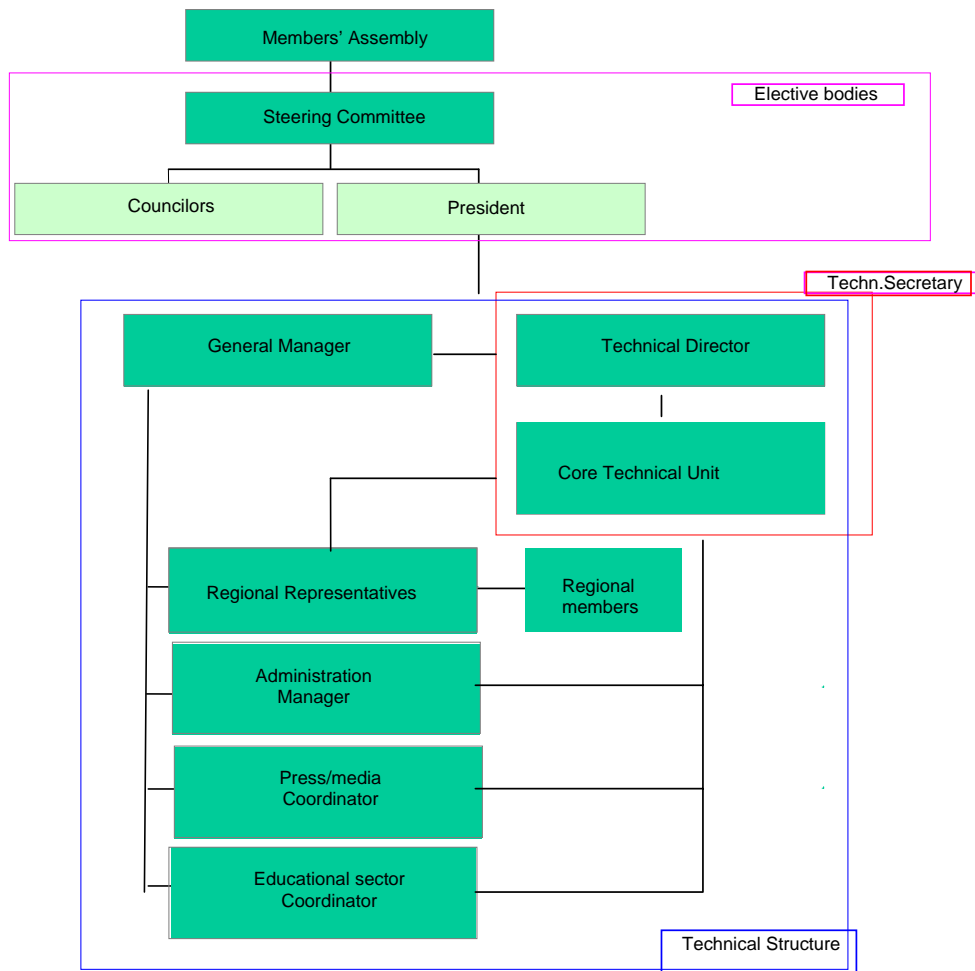 Members' Assembly
Elective bodies
Steering Committee
Councilors
President
Techn.Secretary
General Manager
Technical Director
Core Technical Unit
Regional Representatives
Regional
members
Administration
Manager
Press/media
Coordinator
Educational sector
Coordinator
Technical Structure